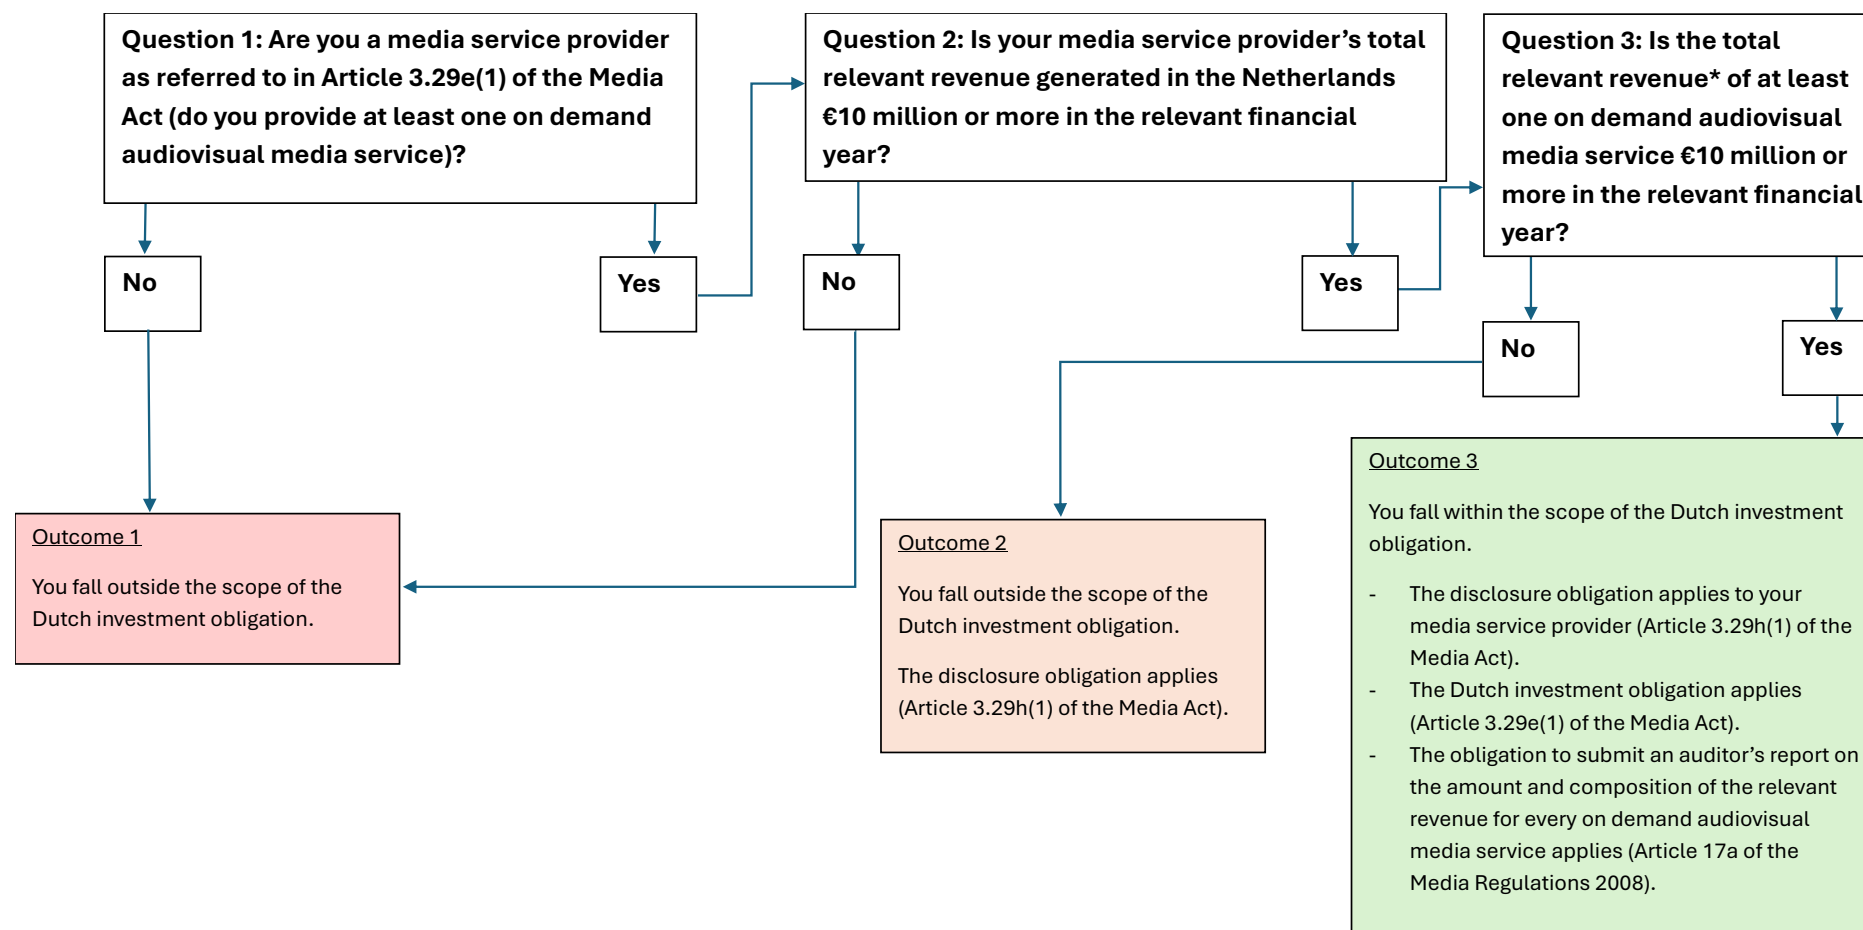 Question 1: Are you a media service provider
as referred to in Article 3.29e(1) of the Media
Act (do you provide at least one on demand
audiovisual media service)?
No
Yes
Question 2: Is your media service provider’s total
relevant revenue generated in the Netherlands
€10 million or more in the relevant financial
year?
No
Yes
Question 3: Is the total
relevant revenue* of at least
one on demand audiovisual
media service €10 million or
more in the relevant financial
year?
No
Yes
Outcome 1
You fall outside the scope of the
Dutch investment obligation.
Outcome 2
You fall outside the scope of the
Dutch investment obligation.
The disclosure obligation applies
(Article 3.29h(1) of the Media Act).
Outcome 3
You fall within the scope of the Dutch investment
obligation.
- The disclosure obligation applies to your
media service provider (Article 3.29h(1) of the
Media Act).
- The Dutch investment obligation applies
(Article 3.29e(1) of the Media Act).
- The obligation to submit an auditor’s report on
the amount and composition of the relevant
revenue for every on demand audiovisual
media service applies (Article 17a of the
Media Regulations 2008).